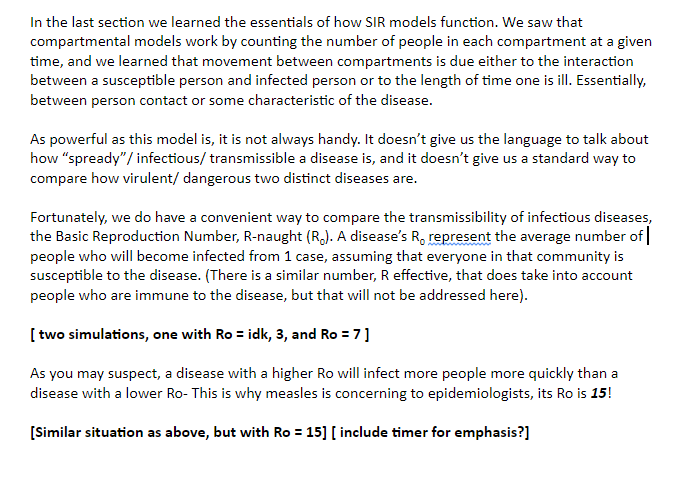 In the last section we learned the essentials of how SIR models function. We saw that
compartmental models work by counting the number of people in each compartment at a given
time, and we learned that movement between compartments is due either to the interaction
between a susceptible person and infected person or to the length of time one is ill. Essentially,
between person contact or some characteristic of the disease.
As powerful as this model is, it is not always handy. It doesn’t give us the language to talk about
how “spready”/ infectious/ transmissible a disease is, and it doesn’t give us a standard way to
compare how virulent/ dangerous two distinct diseases are.
Fortunately, we do have a convenient way to compare the transmissibility of infectious diseases,
the Basic Reproduction Number, R-naught (R₀). A disease’s R₀ represent the average number of
people who will become infected from 1 case, assuming that everyone in that community is
susceptible to the disease. (There is a similar number, R effective, that does take into account
people who are immune to the disease, but that will not be addressed here).
[ two simulations, one with Ro = idk, 3, and Ro = 7 ]
As you may suspect, a disease with a higher Ro will infect more people more quickly than a
disease with a lower Ro- This is why measles is concerning to epidemiologists, its Ro is 15!
[Similar situation as above, but with Ro = 15] [ include timer for emphasis?]